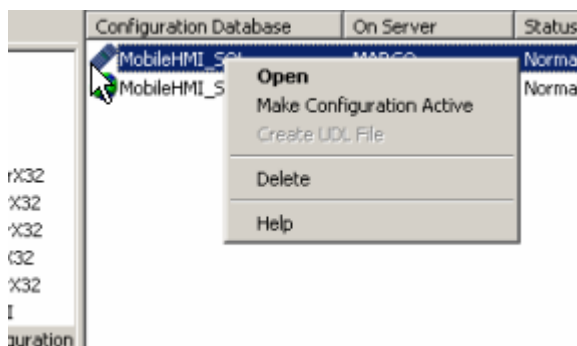 Configuration Database On Server Status
MobileHMI_SQL MARCO Norma
MobileHMI_S Norma
Open
Make Configuration Active
Create UDL File
Delete
Help
rX32
X32
X32
X32
X32
I
guration